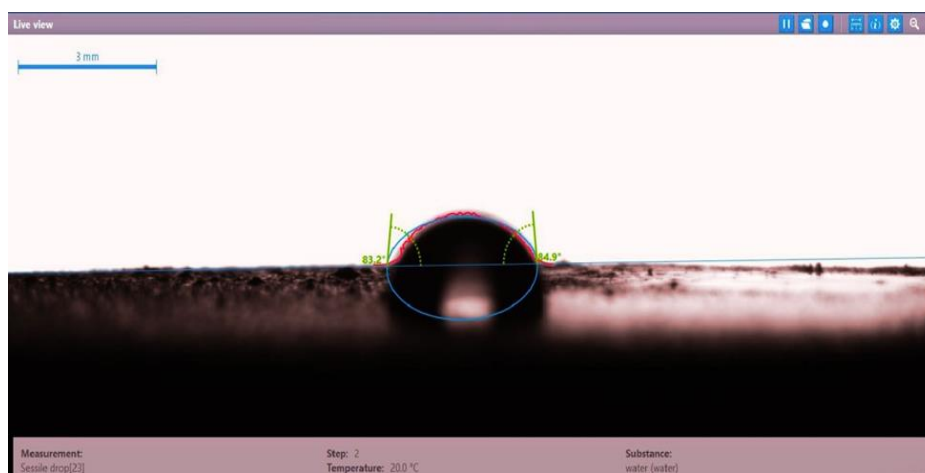 Live view
3 mm
83.2°
84.9°
Measurement:
Sessile drop[23]
Step: 2
Temperature: 20.0 °C
Substance:
water (water)